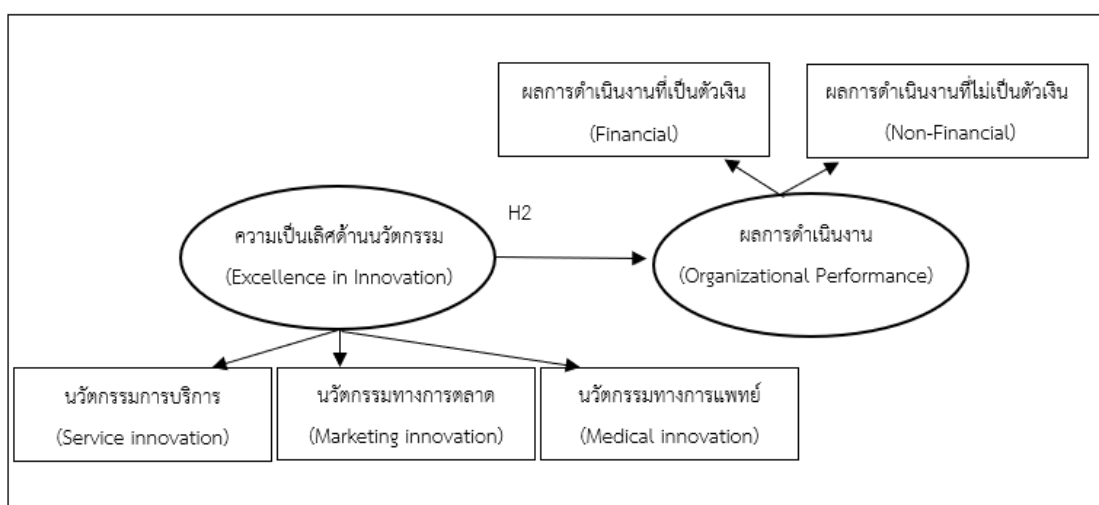 ผลการดำเนินงานที่เป็นตัวเงิน
(Financial)
ผลการดำเนินงานที่ไม่เป็นตัวเงิน
(Non-Financial)
H2
ความเป็นเลิศด้านนวัตกรรม
(Excellence in Innovation)
ผลการดำเนินงาน
(Organizational Performance)
นวัตกรรมการบริการ
(Service innovation)
นวัตกรรมทางการตลาด
(Marketing innovation)
นวัตกรรมทางการแพทย์
(Medical innovation)